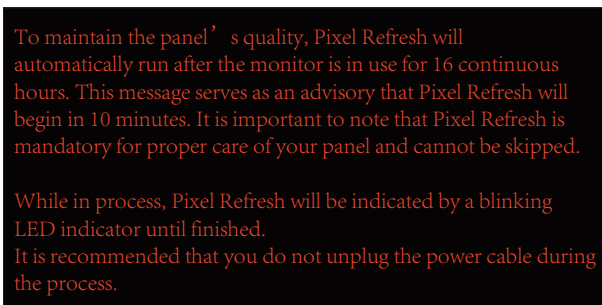 To maintain the panel’s quality, Pixel Refresh will
automatically run after the monitor is in use for 16 continuous
hours. This message serves as an advisory that Pixel Refresh will
begin in 10 minutes. It is important to note that Pixel Refresh is
mandatory for proper care of your panel and cannot be skipped.
While in process, Pixel Refresh will be indicated by a blinking
LED indicator until finished.
It is recommended that you do not unplug the power cable during
the process.